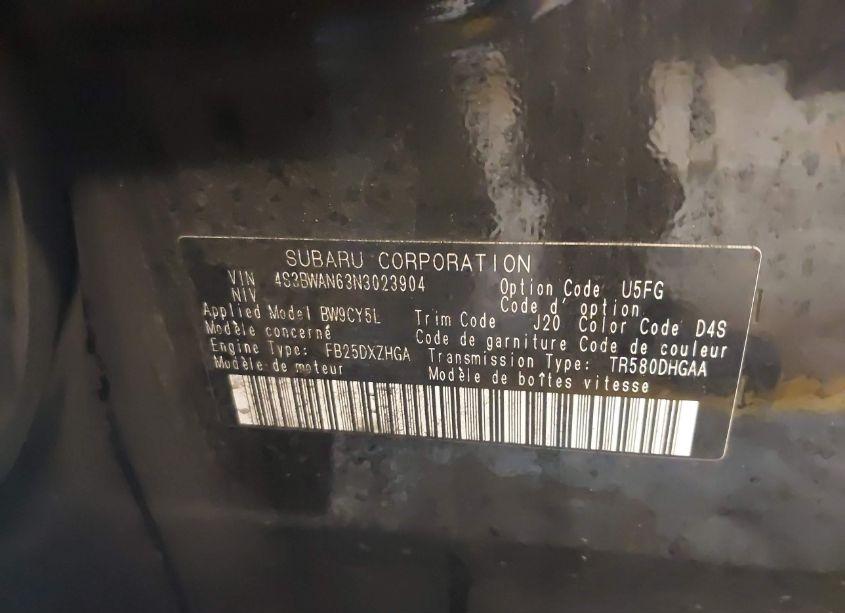 SUBARU CORPORATION
VIN 4S3BWAN63N3023904 Option Code U5FG
NIV Code d' option
Applied Model BW9CY5L Trim Code J20 Color Code D4S
Modèle concerné Code de garniture Code de couleur
Engine Type: FB25DXZHGA Transmission Type: TR580DHGAA
Modèle de moteur Modèle de boîtes vitesse